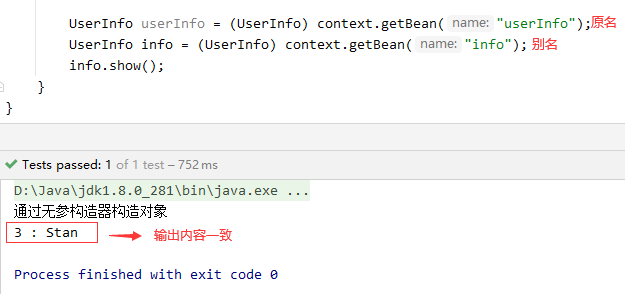 UserInfo userInfo = (UserInfo) context.getBean( name: "userInfo");原名
UserInfo info = (UserInfo) context.getBean( name: "info"); 别名
info.show();
}
}
Tests passed: 1 of 1 test – 752 ms
D:\Java\jdk1.8.0_281\bin\java.exe ...
通过无参构造器构造对象
3 : Stan 输出内容一致
Process finished with exit code 0